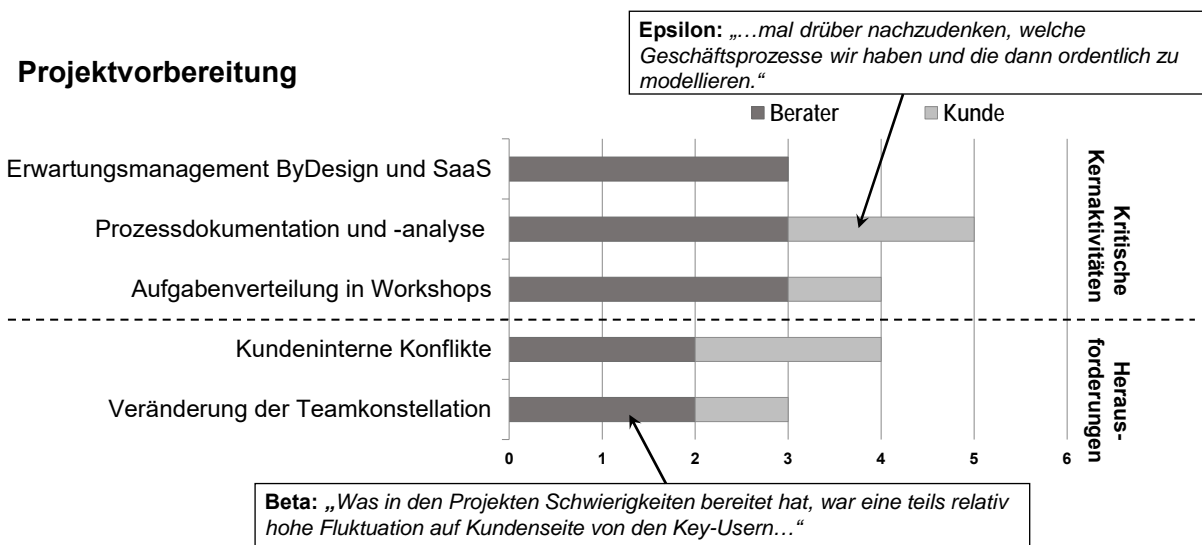 Epsilon: „…mal drüber nachzudenken, welche
Geschäftsprozesse wir haben und die dann ordentlich zu
modellieren.“
Projektvorbereitung
Berater
Kunde
Erwartungsmanagement ByDesign und SaaS
Prozessdokumentation und -analyse
Aufgabenverteilung in Workshops
Kritische
Kernaktivitäten
Kundeninterne Konflikte
Veränderung der Teamkonstellation
Heraus-
forderungen
0 1 2 3 4 5 6
Beta: „Was in den Projekten Schwierigkeiten bereitet hat, war eine teils relativ
hohe Fluktuation auf Kundenseite von den Key-Usern…“